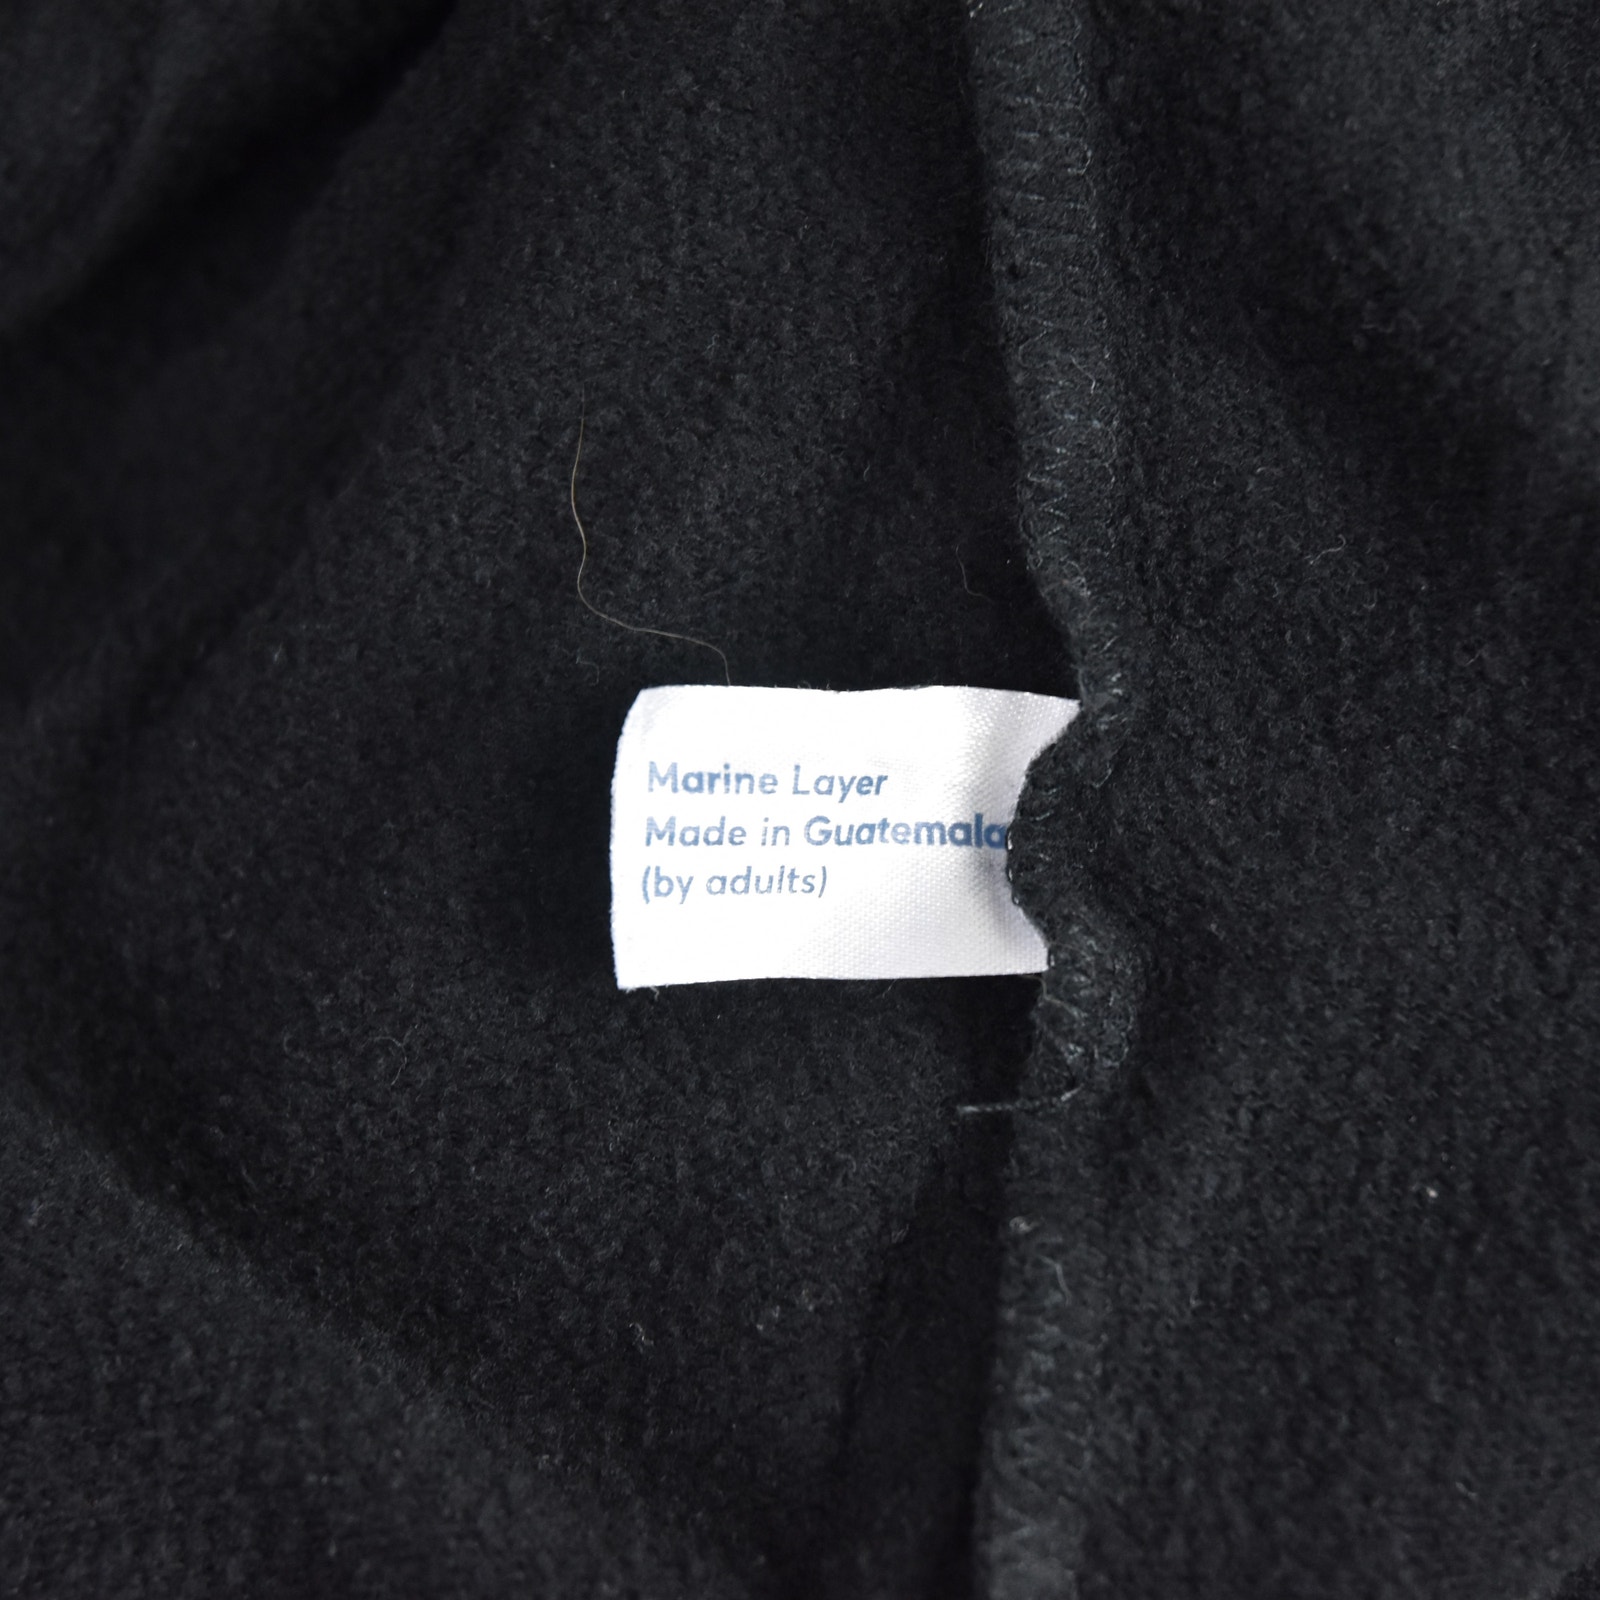 Marine Layer
Made in Guatemala
(by adults)